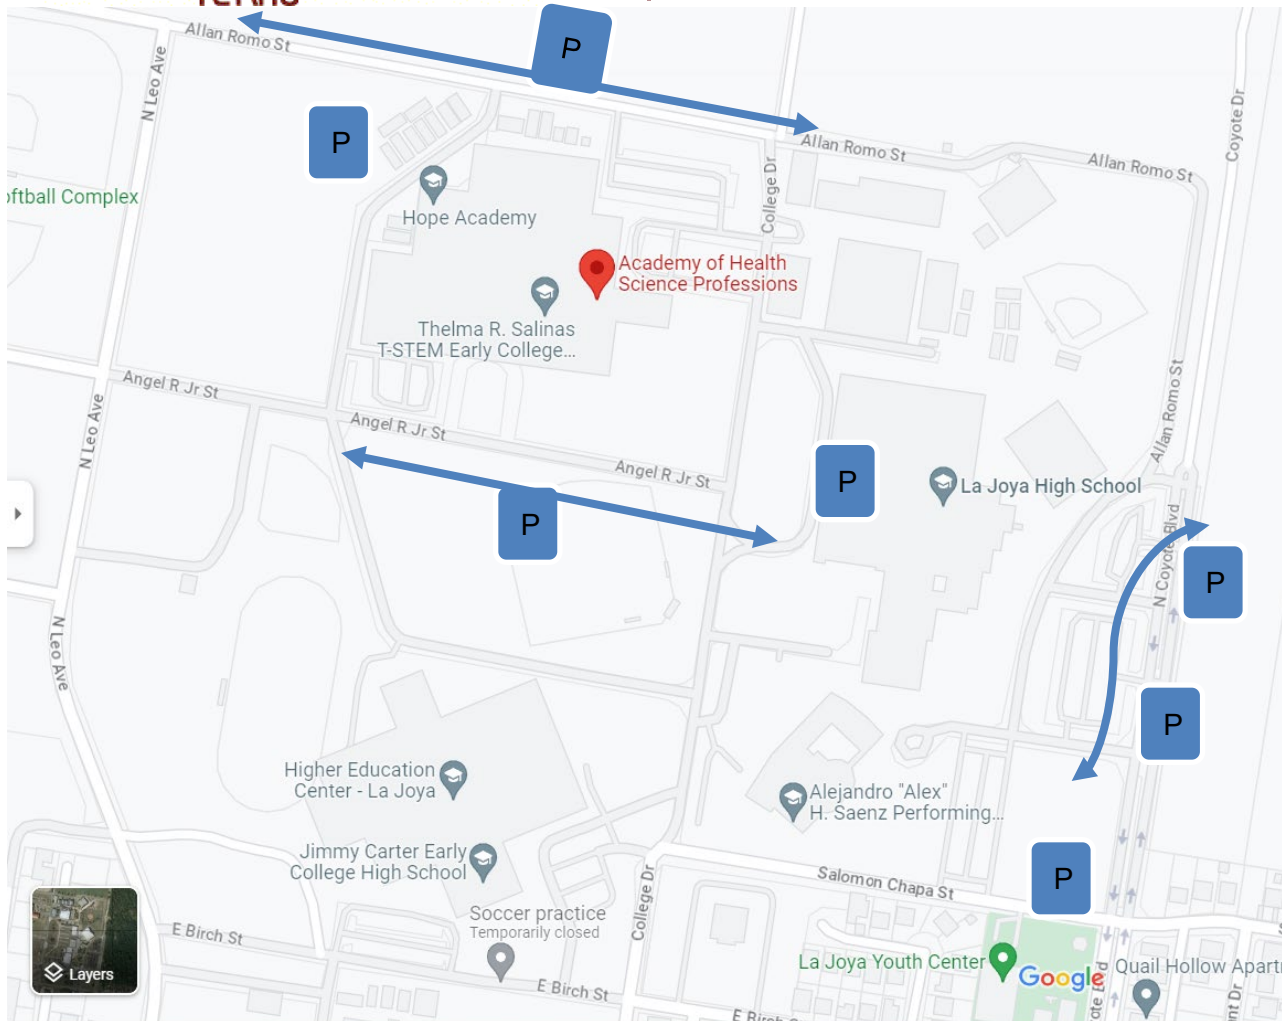 Allan Romo St
P
N Leo Ave
P
Allan Romo St
Allan Romo St
Coyote Dr
College Dr
oftball Complex
Hope Academy
Academy of Health
Science Professions
Thelma R. Salinas
T-STEM Early College...
Angel R Jr St
Angel R Jr St
Angel R Jr St
N Leo Ave
Allan Romo St
P
La Joya High School
P
N Coyote Blvd
P
N Leo Ave
P
Higher Education
Center - La Joya
Alejandro "Alex"
H. Saenz Performing...
Jimmy Carter Early
College High School
Salomon Chapa St
P
College Dr
Soccer practice
Temporarily closed
E Birch St
Layers
La Joya Youth Center
Google
Quail Hollow Apart
E Birch St
E Birch